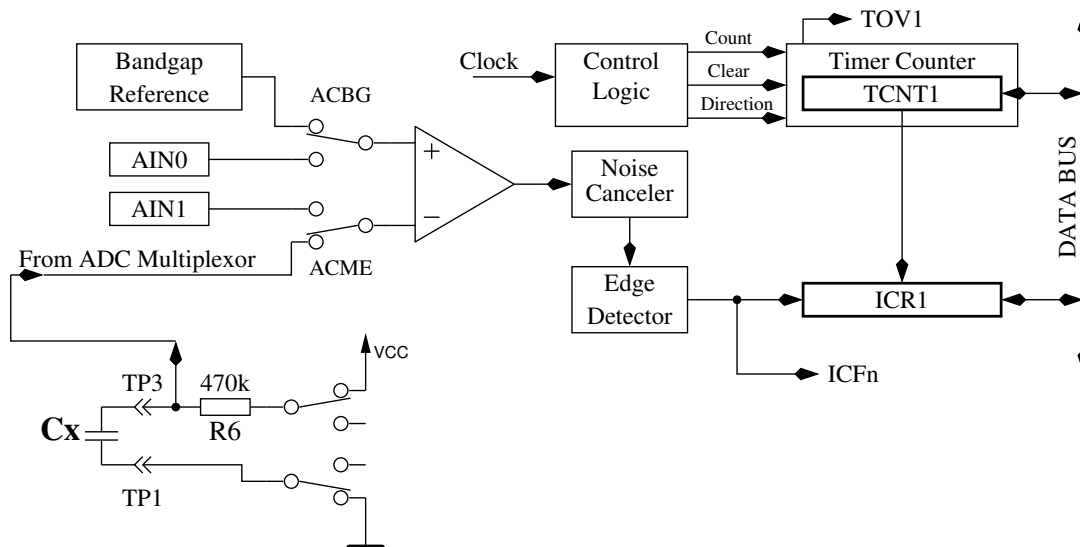 TOV1
Bandgap
Reference
ACBG
Clock
Control
Logic
Count
Clear
Direction
Timer Counter
TCNT1
AIN0
AIN1
+
−
Noise
Canceler
DATA BUS
From ADC Multiplexor
ACME
Edge
Detector
ICR1
ICFn
VCC
TP3
470k
R6
Cx
TP1